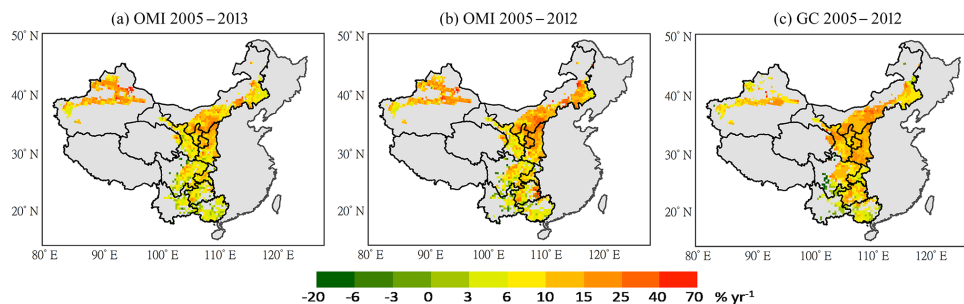 (a) OMI 2005 – 2013
(b) OMI 2005 – 2012
(c) GC 2005 – 2012
50° N
40° N
30° N
20° N
80° E 90° E 100° E 110° E 120° E
50° N
40° N
30° N
20° N
80° E 90° E 100° E 110° E 120° E
50° N
40° N
30° N
20° N
80° E 90° E 100° E 110° E 120° E
-20 -6 -3 0 3 6 10 15 25 40 70 % yr-1